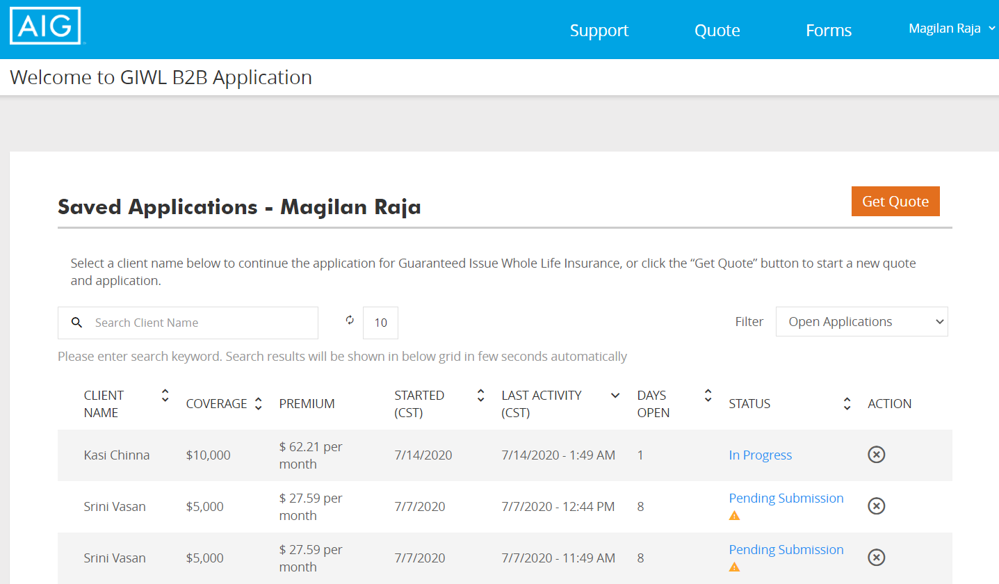 AIG
Support
Quote
Forms
Magilan Raja
Welcome to GIWL B2B Application
Saved Applications - Magilan Raja
Get Quote
Select a client name below to continue the application for Guaranteed Issue Whole Life Insurance, or click the “Get Quote” button to start a new quote
and application.
Search Client Name
10
Filter
Open Applications
Please enter search keyword. Search results will be shown in below grid in few seconds automatically
CLIENT
NAME
COVERAGE
PREMIUM
STARTED
(CST)
LAST ACTIVITY
(CST)
DAYS
OPEN
STATUS
ACTION
Kasi Chinna
$10,000
$ 62.21 per
month
7/14/2020
7/14/2020 - 1:49 AM
1
In Progress
Srini Vasan
$5,000
$ 27.59 per
month
7/7/2020
7/7/2020 - 12:44 PM
8
Pending Submission
Srini Vasan
$5,000
$ 27.59 per
month
7/7/2020
7/7/2020 - 11:49 AM
8
Pending Submission